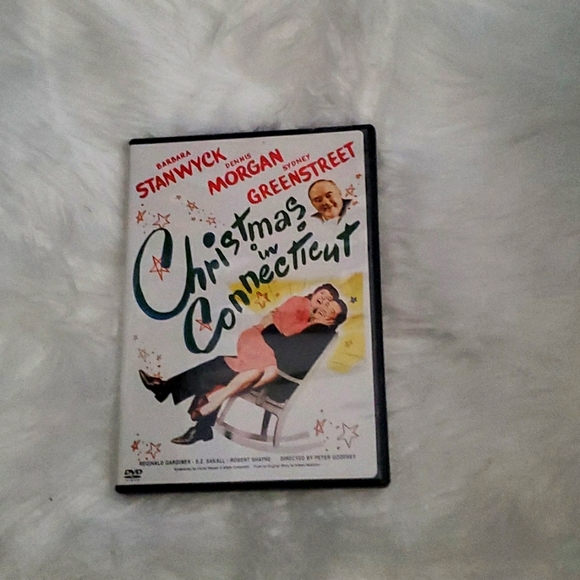 BARBARA
STANWYCK
DENNIS
MORGAN
SYDNEY
GREENSTREET
Christmas
in
Connecticut
REGINALD GARDINER · S.Z. SAKALL · ROBERT SHAYNE DIRECTED BY PETER GODFREY
DVD